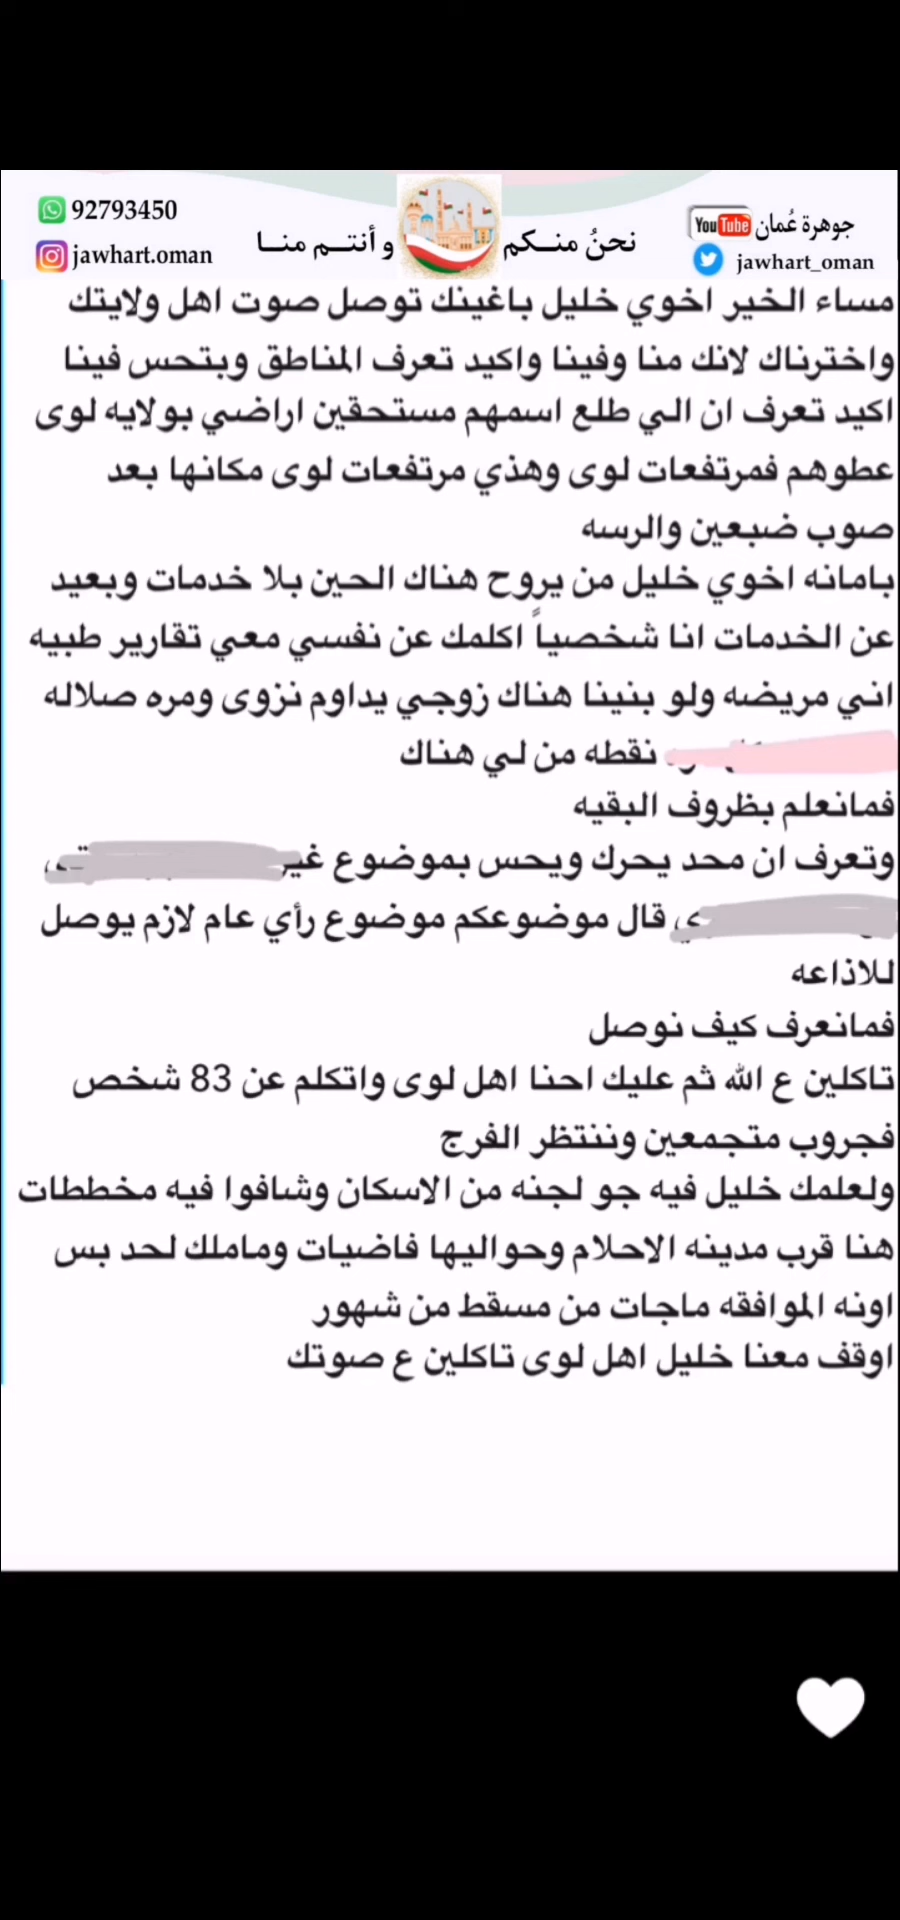 92793450
jawhart.oman
نحنُ منـكم
و أنتـم منـا
جوهرة عُمان
You Tube
jawhart_oman
مساء الخير اخوي خليل باغينك توصل صوت اهل ولايتك
واخترناك لانك منا وفينا واكيد تعرف المناطق وبتحس فينا
اكيد تعرف ان الي طلع اسمهم مستحقين اراضي بولايه لوى
عطوهم فمرتفعات لوى وهذي مرتفعات لوى مكانها بعد
صوب ضبعين والرسه
بامانه اخوي خليل من يروح هناك الحين بلا خدمات وبعيد
عن الخدمات انا شخصياً اكلمك عن نفسي معي تقارير طبيه
اني مريضه ولو بنينا هناك زوجي يداوم نزوى ومره صلاله
نقطه من لي هناك
فمانعلم بظروف البقيه
وتعرف ان محد يحرك ويحس بموضوع غير
قال موضوعكم موضوع رأي عام لازم يوصل
للاذاعه
فمانعرف كيف نوصل
تاكلين ع الله ثم عليك احنا اهل لوى واتكلم عن 83 شخص
فجروب متجمعين وننتظر الفرج
ولعلمك خليل فيه جو لجنه من الاسكان وشافوا فيه مخططات
هنا قرب مدينه الاحلام وحواليها فاضيات وماملك لحد بس
اونه الموافقه ماجات من مسقط من شهور
اوقف معنا خليل اهل لوى تاكلين ع صوتك